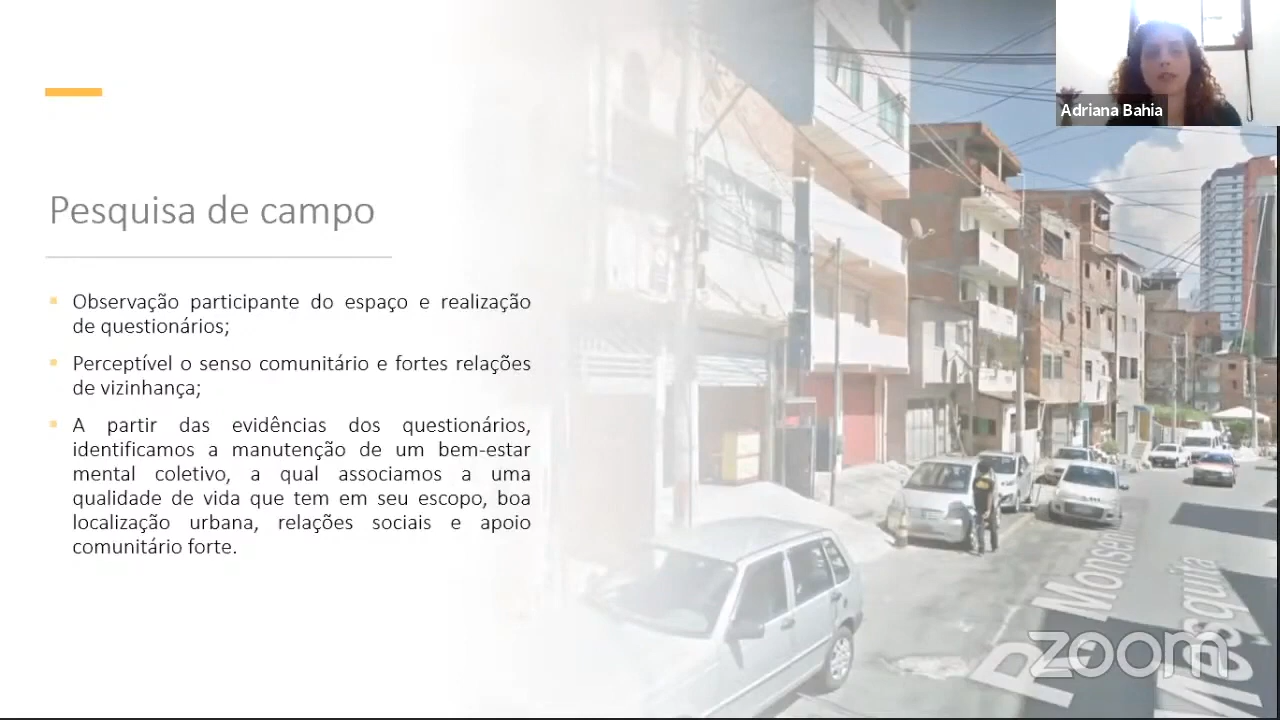 Adriana Bahia
Pesquisa de campo
Observação participante do espaço e realização
de questionários;
Perceptível o senso comunitário e fortes relações
de vizinhança;
A partir das evidências dos questionários,
identificamos a manutenção de um bem-estar
mental coletivo, a qual associamos a uma
qualidade de vida que tem em seu escopo, boa
localização urbana, relações sociais e apoio
comunitário forte.
Mesquita
zoom